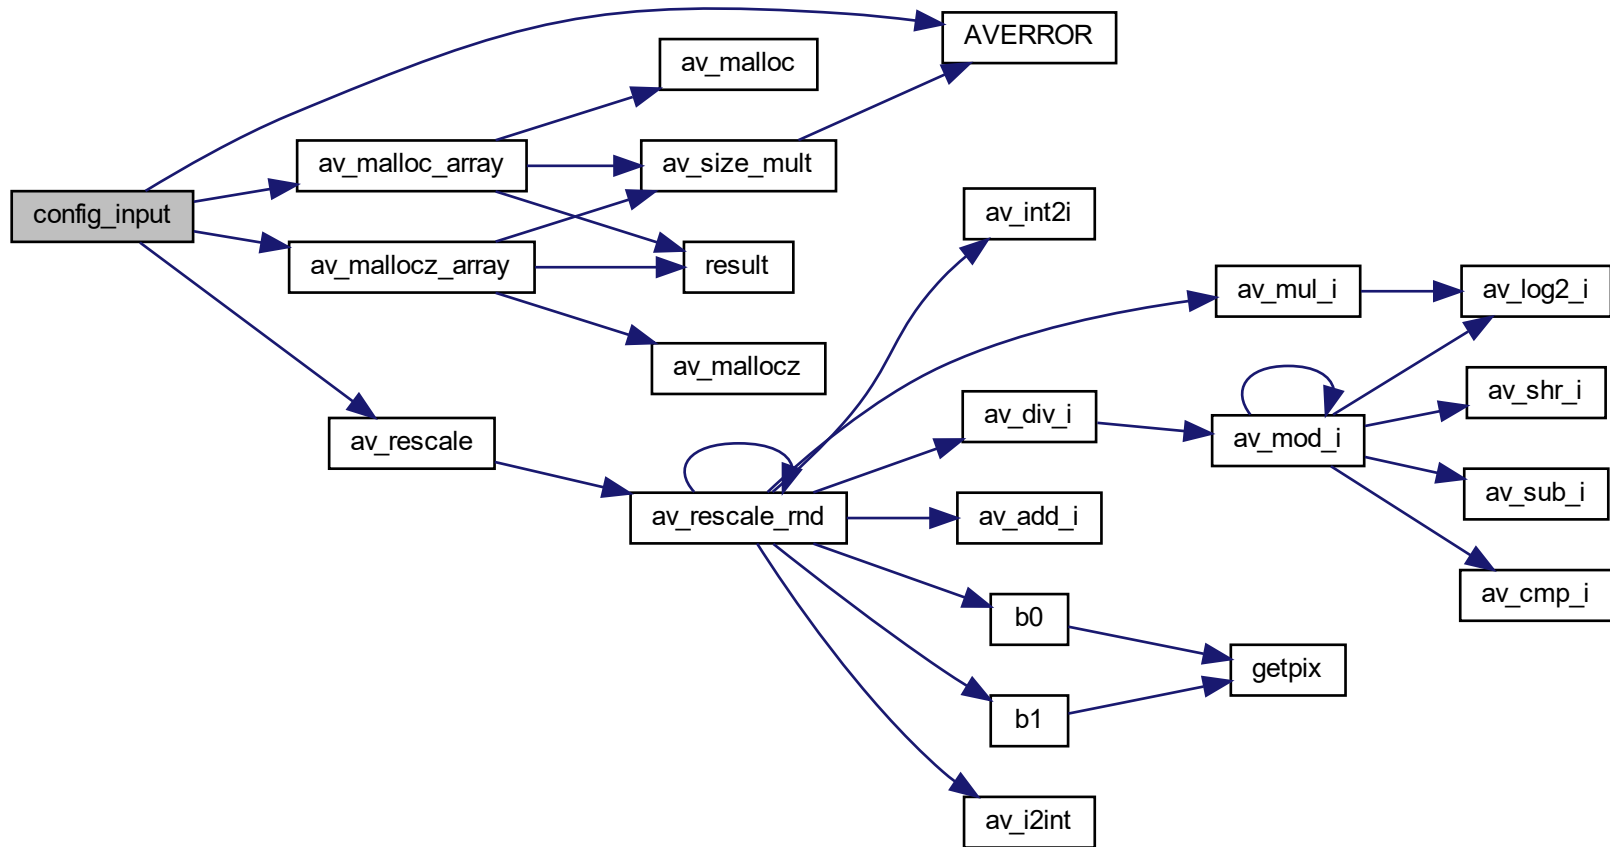 AVERROR
av_malloc
av_malloc_array
av_size_mult
config_input
av_int2i
av_mallocz_array
result
av_mul_i
av_log2_i
av_mallocz
av_shr_i
av_div_i
av_rescale
av_mod_i
av_sub_i
av_rescale_rnd
av_add_i
av_cmp_i
b0
getpix
b1
av_i2int